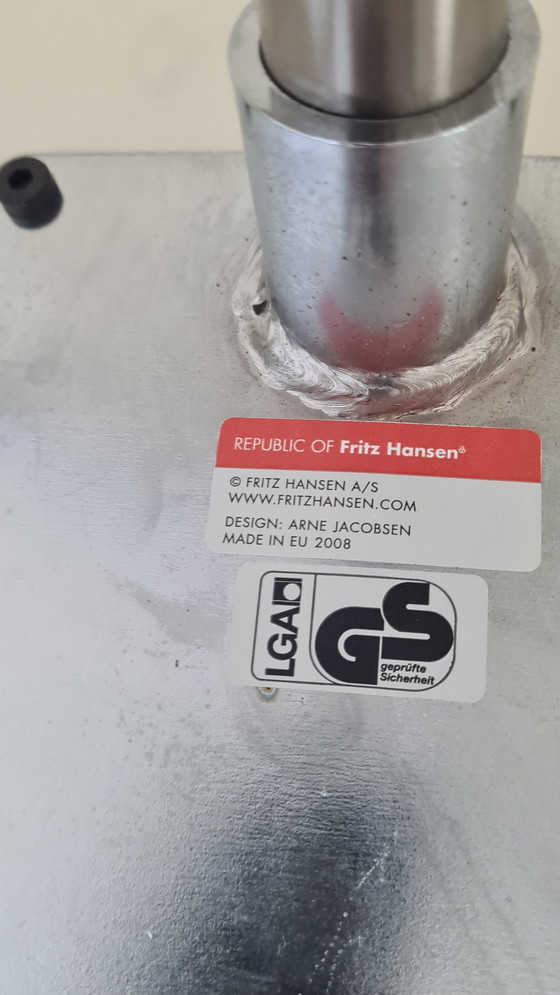 REPUBLIC OF Fritz Hansen®
© FRITZ HANSEN A/S
WWW.FRITZHANSEN.COM
DESIGN: ARNE JACOBSEN
MADE IN EU 2008
LGA
GS
geprüfte
Sicherheit